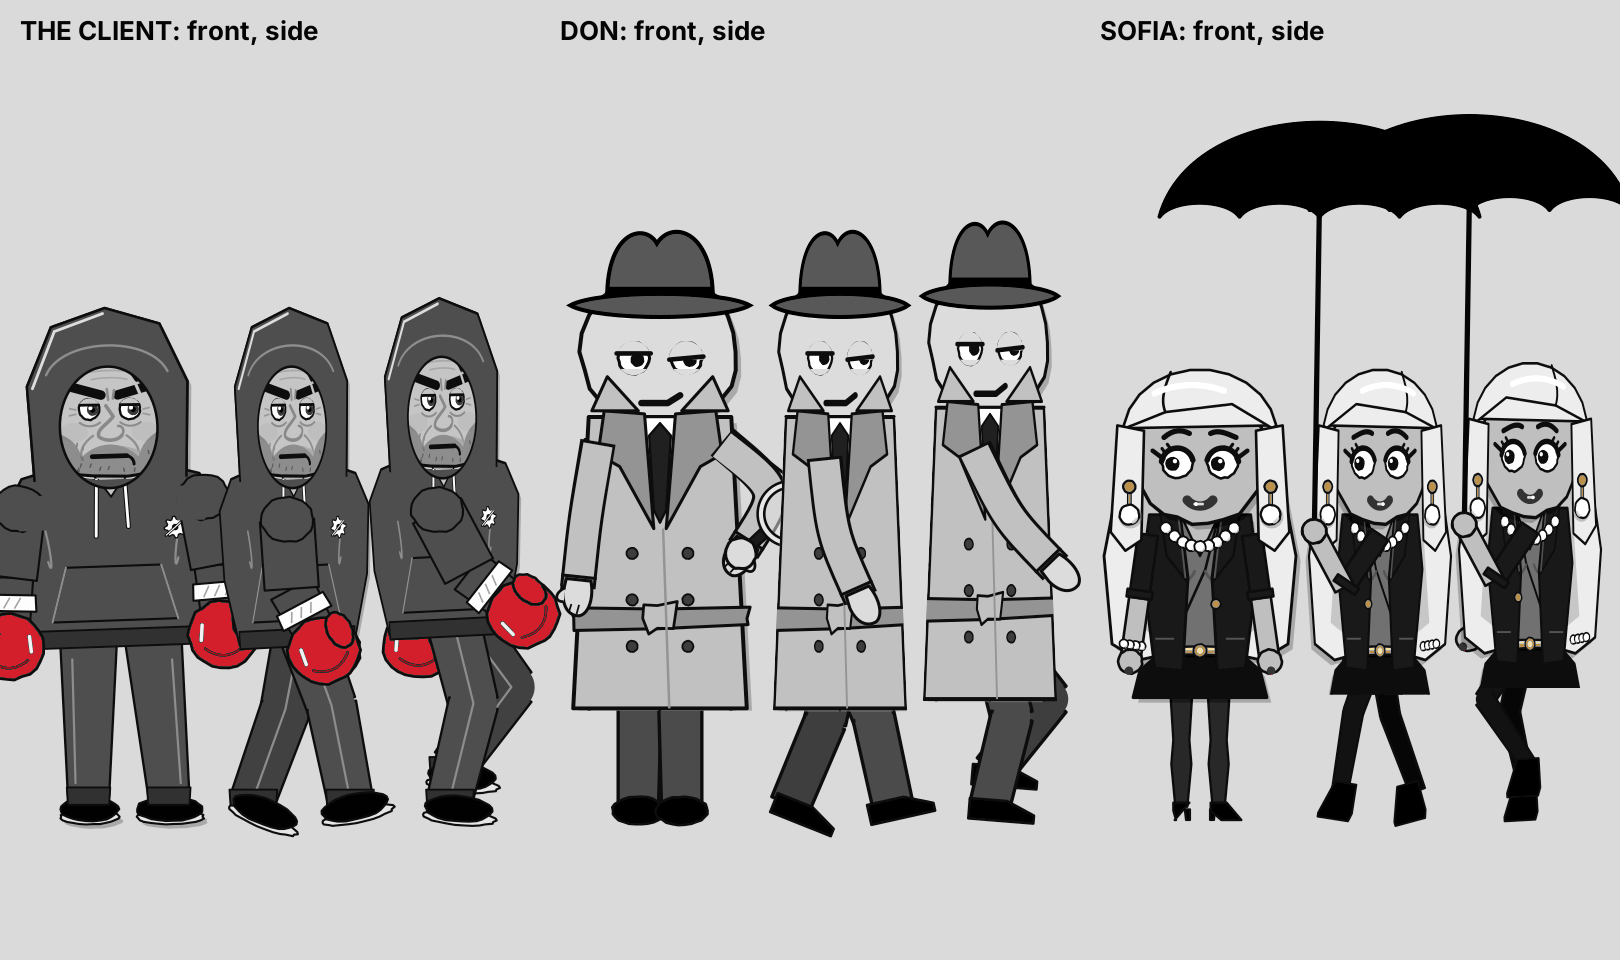 THE CLIENT: front, side
DON: front, side
SOFIA: front, side